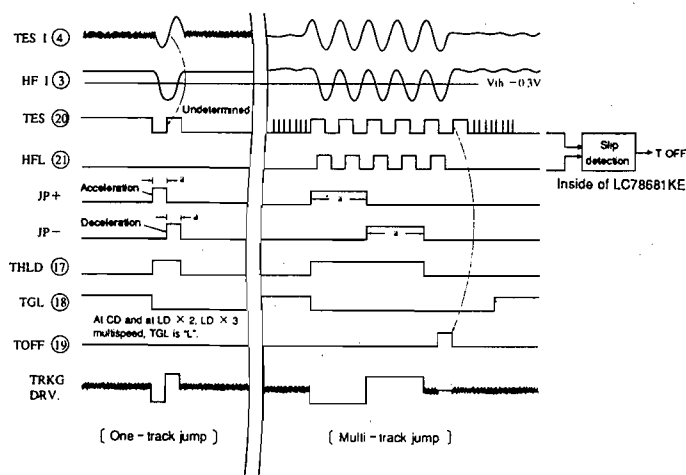 TES I ④
HF I ③
Vth = 0.3V
Undetermined
TES ⑳
HFL ㉑
Slip
detection
T OFF
Inside of LC78681KE
Acceleration
a
JP+
a
Deceleration
a
JP−
a
THLD ⑰
TGL ⑱
At CD and at LD × 2, LD × 3
multispeed, TGL is "L".
TOFF ⑲
TRKG
DRV.
[ One-track jump ]
[ Multi-track jump ]